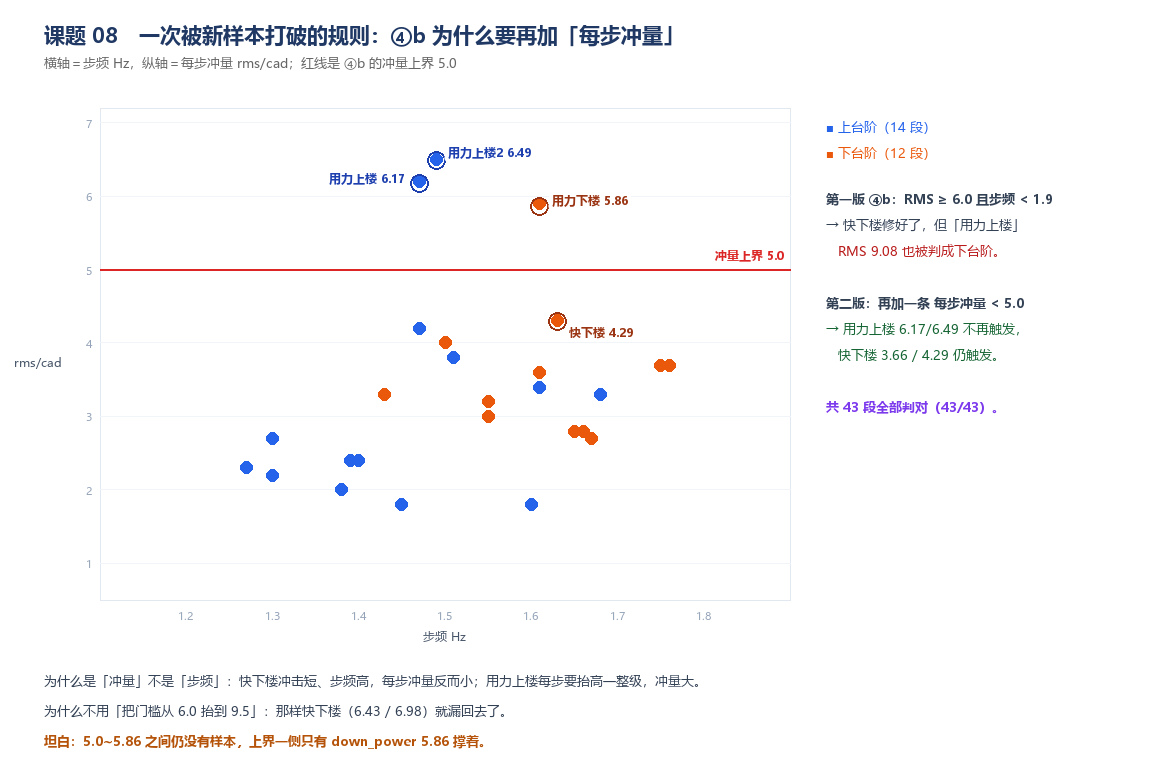 课题 08 一次被新样本打破的规则：④b 为什么要再加「每步冲量」
横轴＝步频 Hz，纵轴＝每步冲量 rms/cad；红线是 ④b 的冲量上界 5.0
7
6
5
4
3
2
1
rms/cad
用力上楼2 6.49
用力上楼 6.17
用力下楼 5.86
冲量上界 5.0
快下楼 4.29
1.2
1.3
1.4
1.5
1.6
1.7
1.8
步频 Hz
■ 上台阶（14 段）
■ 下台阶（12 段）
第一版 ④b：RMS ≥ 6.0 且步频 < 1.9
→ 快下楼修好了，但「用力上楼」
RMS 9.08 也被判成下台阶。
第二版：再加一条 每步冲量 < 5.0
→ 用力上楼 6.17/6.49 不再触发，
快下楼 3.66 / 4.29 仍触发。
共 43 段全部判对（43/43）。
为什么是「冲量」不是「步频」：快下楼冲击短、步频高，每步冲量反而小；用力上楼每步要抬高一整级，冲量大。
为什么不用「把门槛从 6.0 抬到 9.5」：那样快下楼（6.43 / 6.98）就漏回去了。
坦白：5.0~5.86 之间仍没有样本，上界一侧只有 down_power 5.86 撑着。